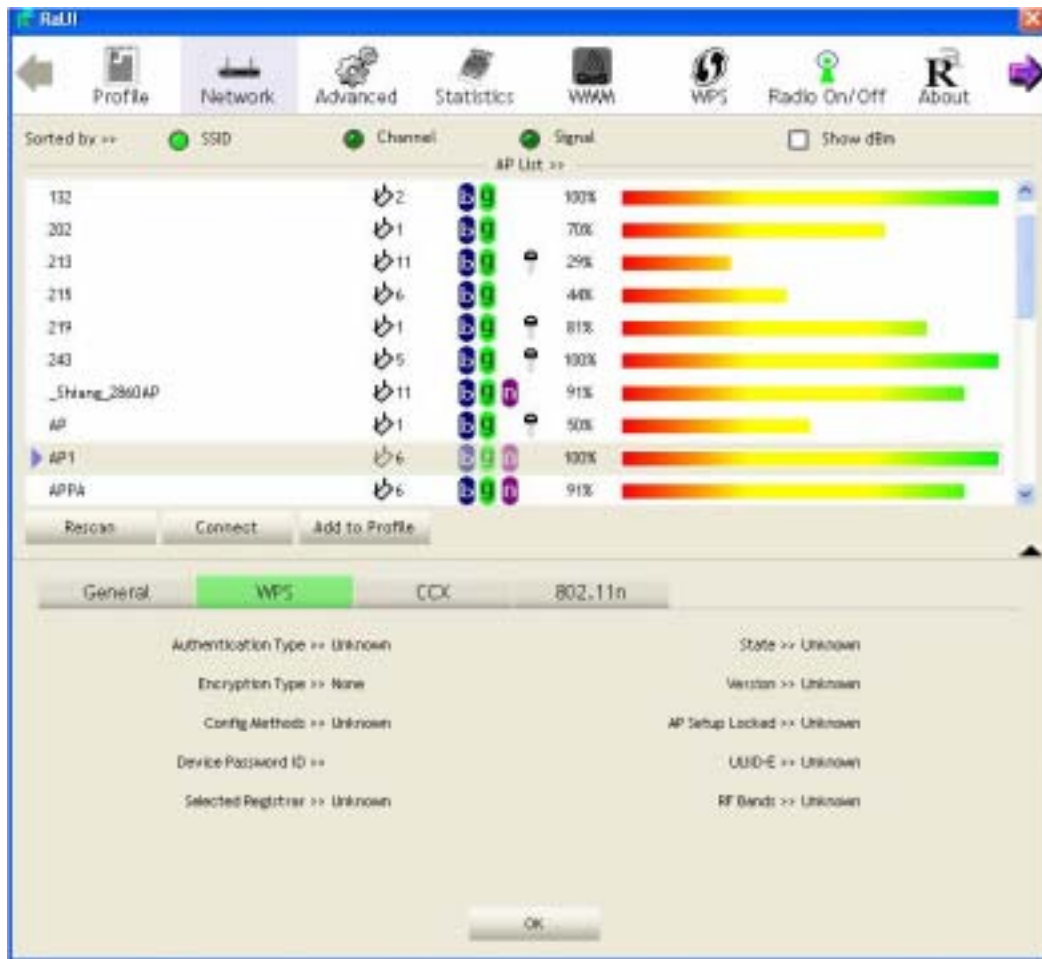 RaUI
Profile Network Advanced Statistics WMM WPS Radio On/Off About
Sorted by >> SSID Channel Signal Show dBm
AP List >>
132 2 b g 100%
202 1 b g 70%
213 11 b g 29%
215 6 b g 44%
219 1 b g 81%
243 5 b g 100%
_Shiang_2860AP 11 b g n 91%
AP 1 b g 50%
AP1 6 b g n 100%
APPA 6 b g n 91%
Rescan Connect Add to Profile
General WPS CCX 802.11n
Authentication Type >> Unknown State >> Unknown
Encryption Type >> None Version >> Unknown
Config Methods >> Unknown AP Setup Locked >> Unknown
Device Password ID >> UUID-E >> Unknown
Selected Registrar >> Unknown RF Bands >> Unknown
OK